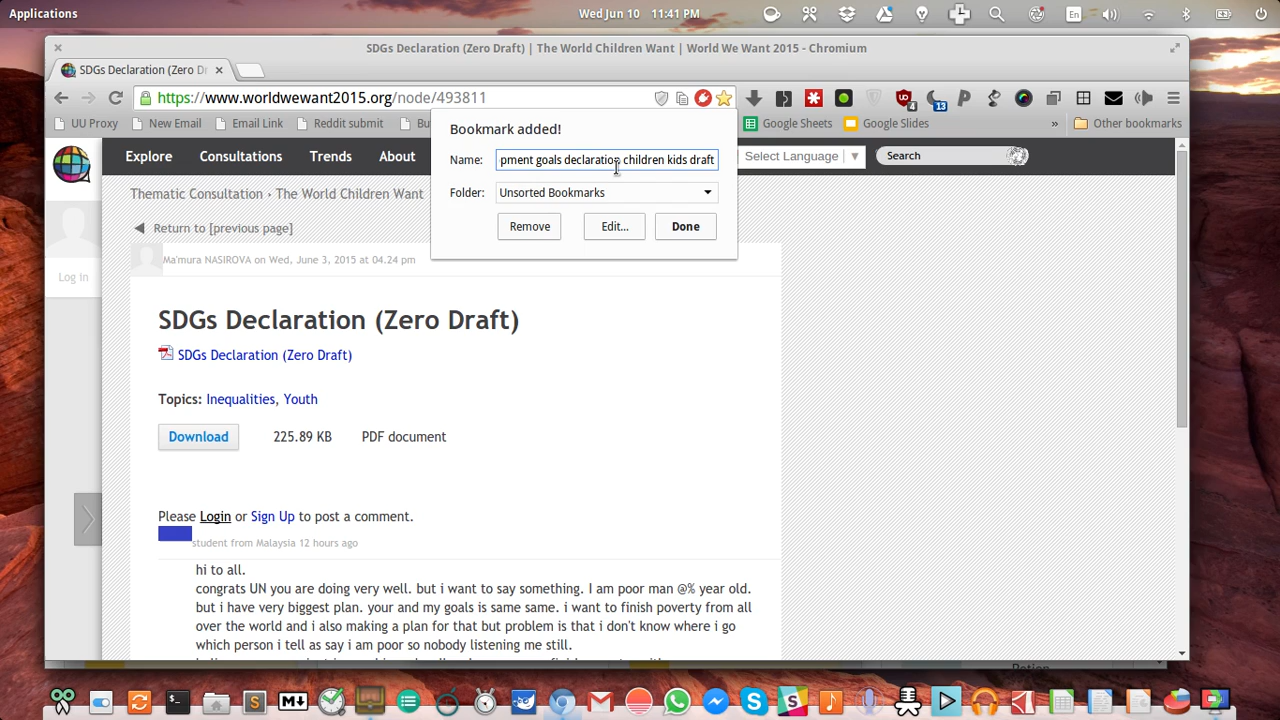 Applications
Wed Jun 10 11:41 PM
En
SDGs Declaration (Zero Draft) | The World Children Want | World We Want 2015 - Chromium
SDGs Declaration (Zero Dr
https://www.worldwewant2015.org/node/493811
4
13
UU Proxy
New Email
Email Link
Reddit submit
Bu
Google Sheets
Google Slides
»
Other bookmarks
Bookmark added!
Name: pment goals declaration children kids draft
Folder: Unsorted Bookmarks
Remove
Edit...
Done
Explore
Consultations
Trends
About
Select Language
Search
Thematic Consultation › The World Children Want
Return to [previous page]
Log in
Ma'mura NASIROVA on Wed, June 3, 2015 at 04.24 pm
SDGs Declaration (Zero Draft)
SDGs Declaration (Zero Draft)
Topics: Inequalities, Youth
Download 225.89 KB PDF document
Please Login or Sign Up to post a comment.
student from Malaysia 12 hours ago
hi to all.
congrats UN you are doing very well. but i want to say something. I am poor man @% year old.
but i have very biggest plan. your and my goals is same same. i want to finish poverty from all
over the world and i also making a plan for that but problem is that i don't know where i go
which person i tell as say i am poor so nobody listening me still.